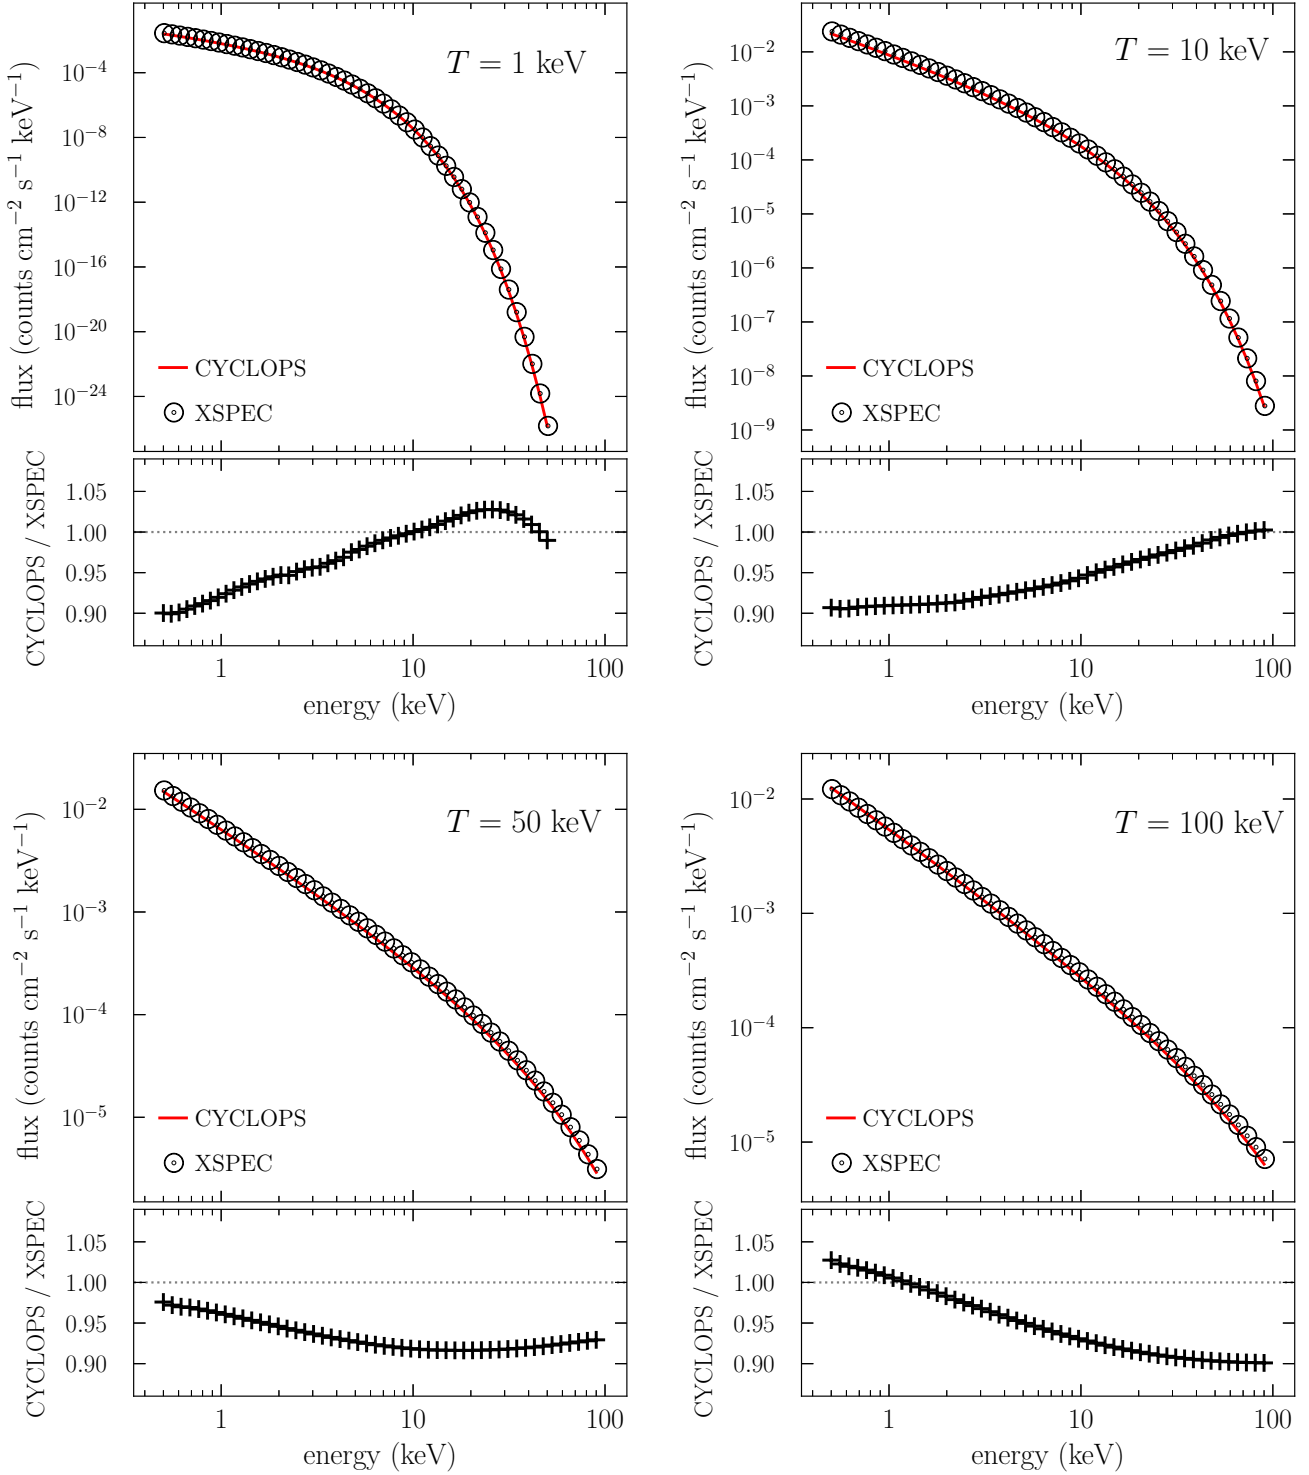 T = 1 keV
flux (counts cm⁻² s⁻¹ keV⁻¹)
10⁻⁴
10⁻⁸
10⁻¹²
10⁻¹⁶
10⁻²⁰
10⁻²⁴
CYCLOPS
XSPEC
CYCLOPS / XSPEC
1.05
1.00
0.95
0.90
1 10 100
energy (keV)
T = 10 keV
flux (counts cm⁻² s⁻¹ keV⁻¹)
10⁻²
10⁻³
10⁻⁴
10⁻⁵
10⁻⁶
10⁻⁷
10⁻⁸
10⁻⁹
CYCLOPS
XSPEC
CYCLOPS / XSPEC
1.05
1.00
0.95
0.90
1 10 100
energy (keV)
T = 50 keV
flux (counts cm⁻² s⁻¹ keV⁻¹)
10⁻²
10⁻³
10⁻⁴
10⁻⁵
CYCLOPS
XSPEC
CYCLOPS / XSPEC
1.05
1.00
0.95
0.90
1 10 100
energy (keV)
T = 100 keV
flux (counts cm⁻² s⁻¹ keV⁻¹)
10⁻²
10⁻³
10⁻⁴
10⁻⁵
CYCLOPS
XSPEC
CYCLOPS / XSPEC
1.05
1.00
0.95
0.90
1 10 100
energy (keV)